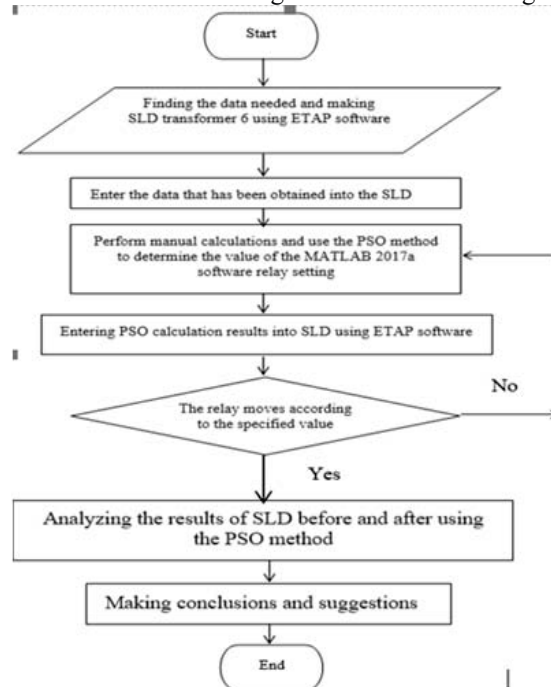 Start
Finding the data needed and making
SLD transformer 6 using ETAP software
Enter the data that has been obtained into the SLD
Perform manual calculations and use the PSO method
to determine the value of the MATLAB 2017a
software relay setting
Entering PSO calculation results into SLD using ETAP software
The relay moves according
to the specified value
No
Yes
Analyzing the results of SLD before and after using
the PSO method
Making conclusions and suggestions
End